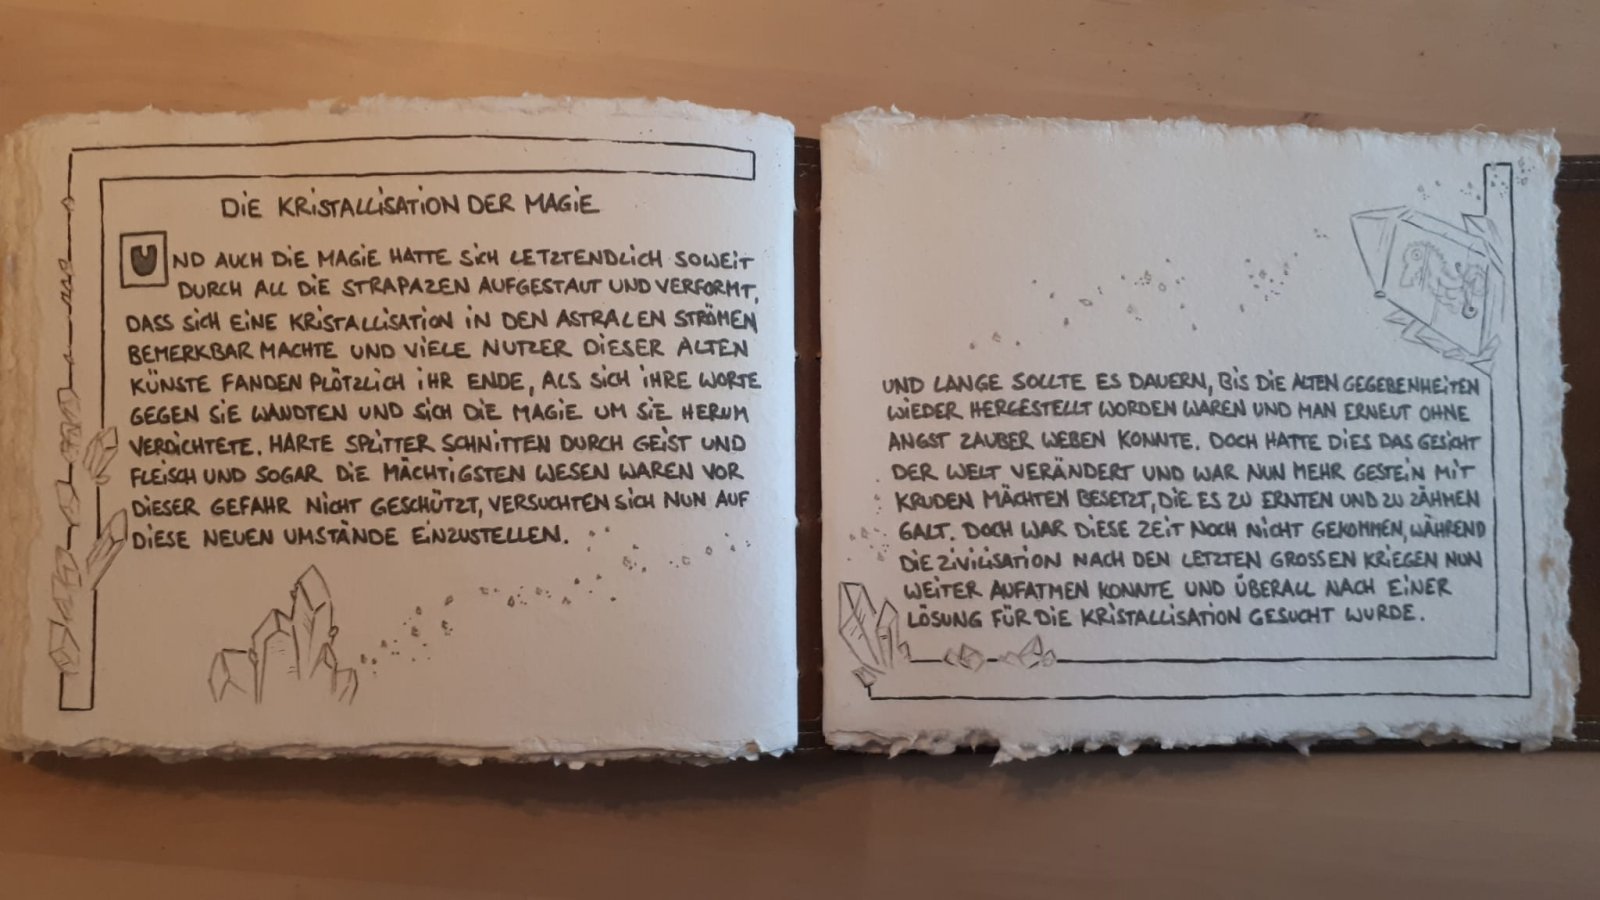 DIE KRISTALLISATION DER MAGIE
UND AUCH DIE MAGIE HATTE SICH LETZTENDLICH SOWEIT
DURCH ALL DIE STRAPAZEN AUFGESTAUT UND VERFORMT,
DASS SICH EINE KRISTALLISATION IN DEN ASTRALEN STRÖMEN
BEMERKBAR MACHTE UND VIELE NUTZER DIESER ALTEN
KÜNSTE FANDEN PLÖTZLICH IHR ENDE, ALS SICH IHRE WORTE
GEGEN SIE WANDTEN UND SICH DIE MAGIE UM SIE HERUM
VERDICHTETE. HARTE SPLITTER SCHNITTEN DURCH GEIST UND
FLEISCH UND SOGAR DIE MÄCHTIGSTEN WESEN WAREN VOR
DIESER GEFAHR NICHT GESCHÜTZT, VERSUCHTEN SICH NUN AUF
DIESE NEUEN UMSTÄNDE EINZUSTELLEN.
UND LANGE SOLLTE ES DAUERN, BIS DIE ALTEN GEGEBENHEITEN
WIEDER HERGESTELLT WORDEN WAREN UND MAN ERNEUT OHNE
ANGST ZAUBER WEBEN KONNTE. DOCH HATTE DIES DAS GESICHT
DER WELT VERÄNDERT UND WAR NUN MEHR GESTEIN MIT
KRUDEN MÄCHTEN BESETZT, DIE ES ZU ERNTEN UND ZU ZÄHMEN
GALT. DOCH WAR DIESE ZEIT NOCH NICHT GEKOMMEN, WÄHREND
DIE ZIVILISATION NACH DEN LETZTEN GROSSEN KRIEGEN NUN
WEITER AUFATMEN KONNTE UND ÜBERALL NACH EINER
LÖSUNG FÜR DIE KRISTALLISATION GESUCHT WURDE.